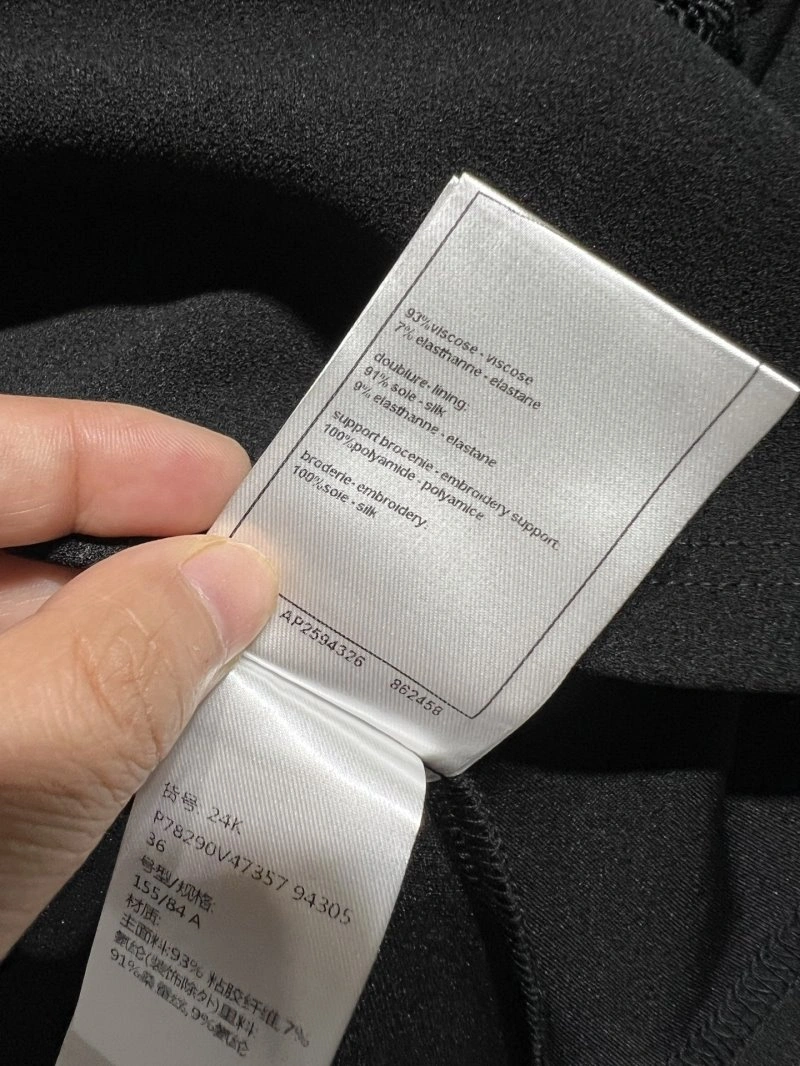 93%viscose - viscose
7% elasthanne - elastane
doublure- lining:
91% soie - silk
9% elasthanne - elastane
support brocenie - embroidery support:
100%polyamide - polyamice
broderie- embroidery:
100%soie - silk
AP2594326 862458
货号: 24K
P78290V47357 94305
36
号型/规格:
155/84 A
材质:
主面料:93% 粘胶纤维 7%
氨纶(装饰除外)里料:
91%桑蚕丝,9%氨纶